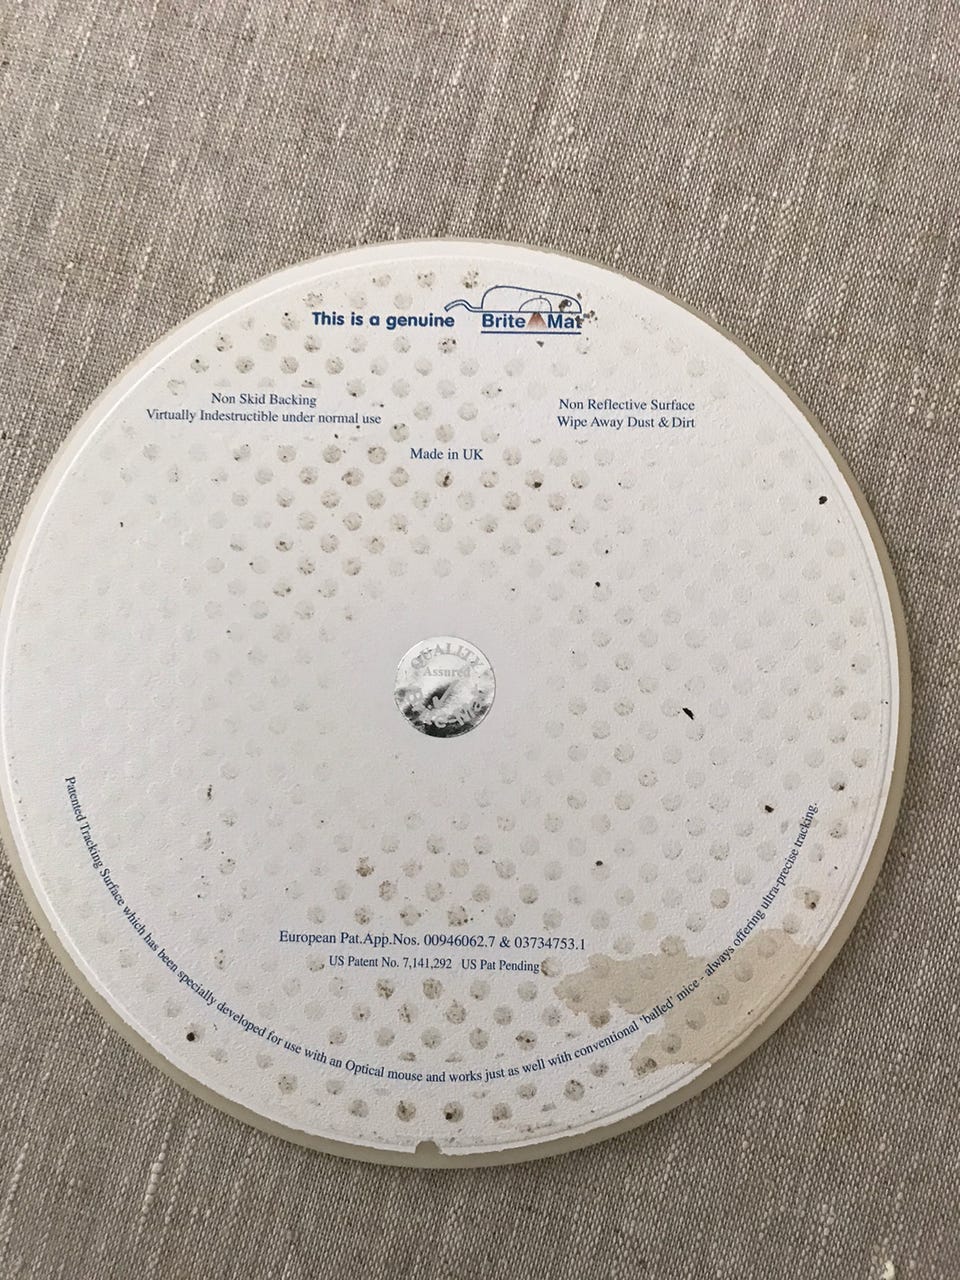 This is a genuine Brite Mat
Non Skid Backing
Virtually Indestructible under normal use
Non Reflective Surface
Wipe Away Dust & Dirt
Made in UK
QUALITY
Assured
European Pat.App.Nos. 00946062.7 & 03734753.1
US Patent No. 7,141,292 US Pat Pending
Patented Tracking Surface which has been specially developed for use with an Optical mouse and works just as well with conventional 'balled' mice - always offering ultra-precise tracking.